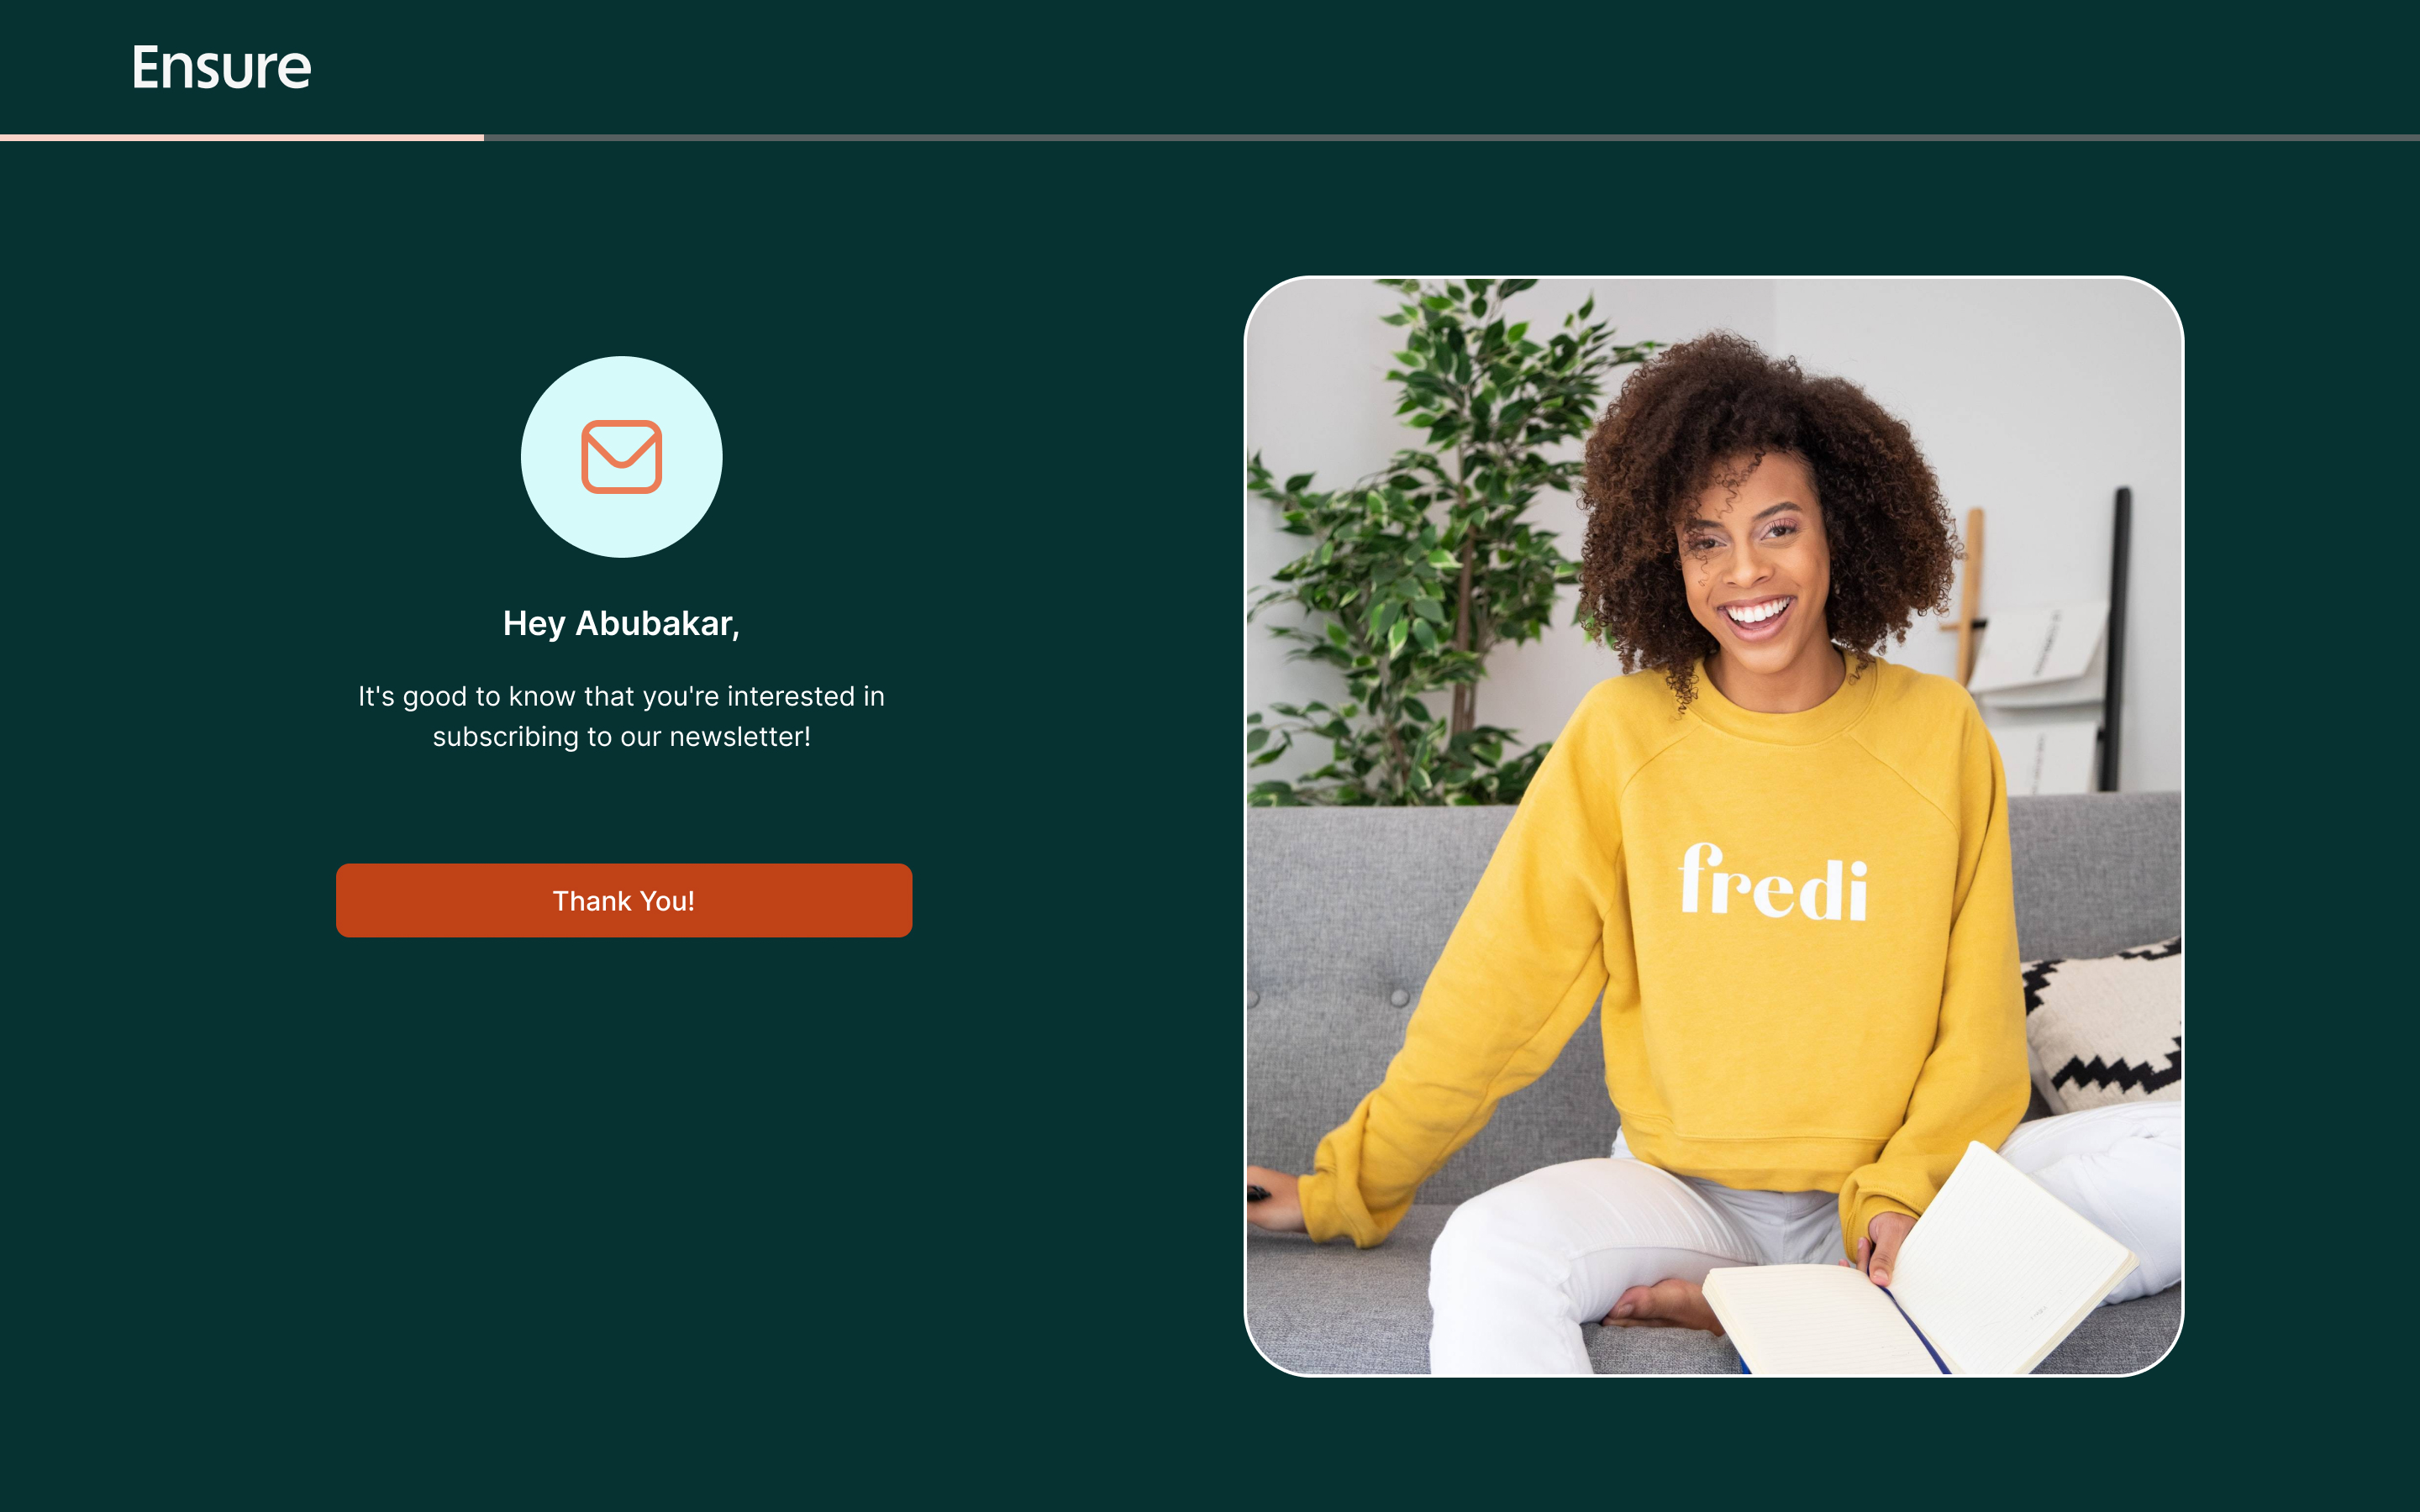 Ensure
Hey Abubakar,
It's good to know that you're interested in
subscribing to our newsletter!
Thank You!
fredi